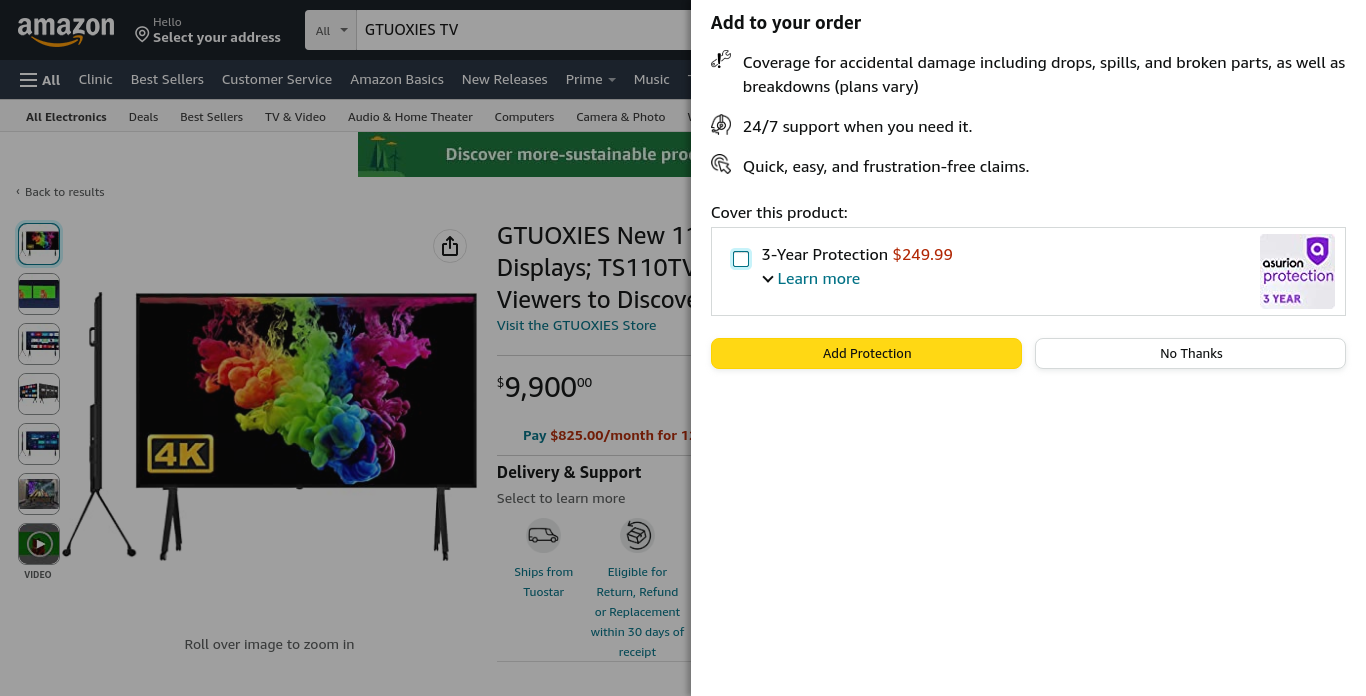 amazon
Hello
Select your address
All
GTUOXIES TV
All
Clinic
Best Sellers
Customer Service
Amazon Basics
New Releases
Prime
Music
All Electronics
Deals
Best Sellers
TV & Video
Audio & Home Theater
Computers
Camera & Photo
Discover more-sustainable
‹ Back to results
GTUOXIES New
Displays; TS110TV
Viewers to
Visit the GTUOXIES Store
$9,90000
Pay $825.00/month for
4K
Delivery & Support
Select to learn more
Ships from
Tuostar
Eligible for
Return, Refund
or Replacement
within 30 days of
receipt
VIDEO
Roll over image to zoom in
Add to your order
Coverage for accidental damage including drops, spills, and broken parts, as well as
breakdowns (plans vary)
24/7 support when you need it.
Quick, easy, and frustration-free claims.
Cover this product:
3-Year Protection $249.99
Learn more
asurion
protection
3 YEAR
Add Protection
No Thanks